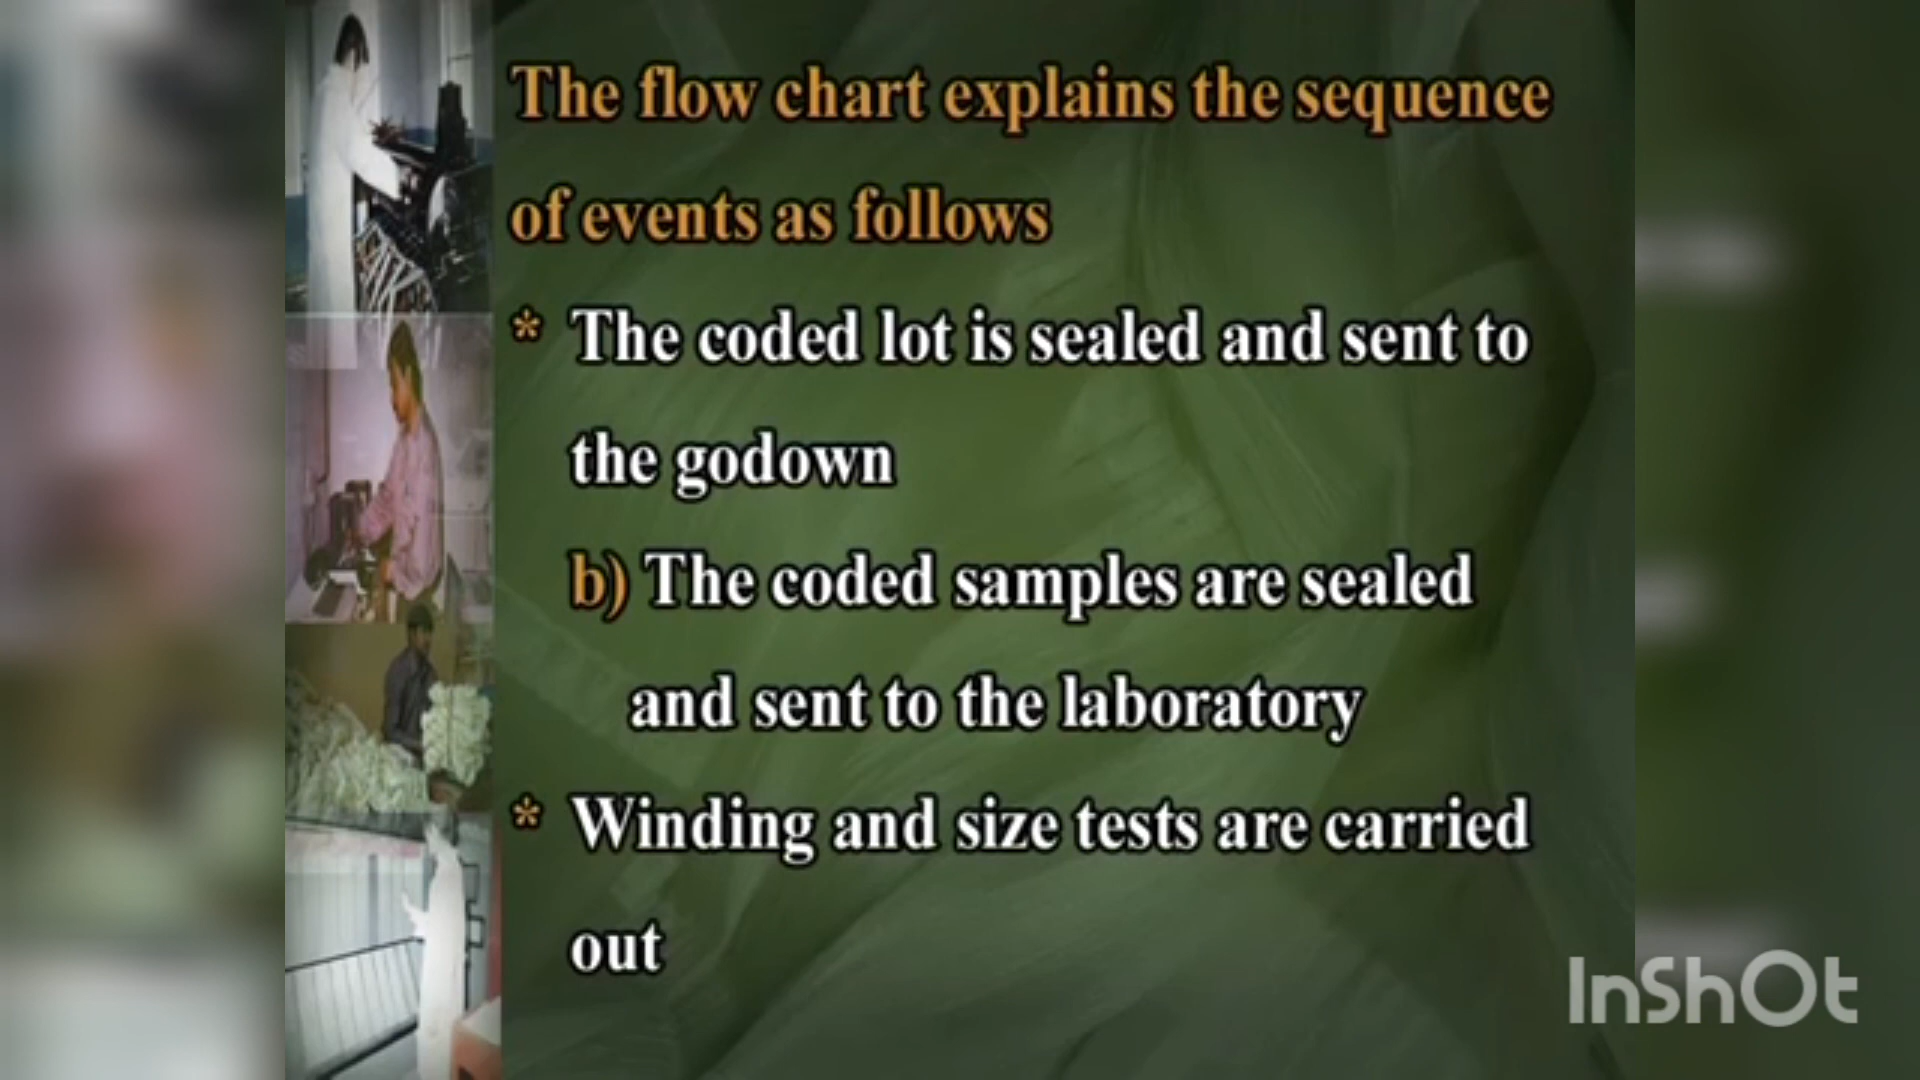 The flow chart explains the sequence
of events as follows
* The coded lot is sealed and sent to
the godown
b) The coded samples are sealed
and sent to the laboratory
* Winding and size tests are carried
out
InShOt